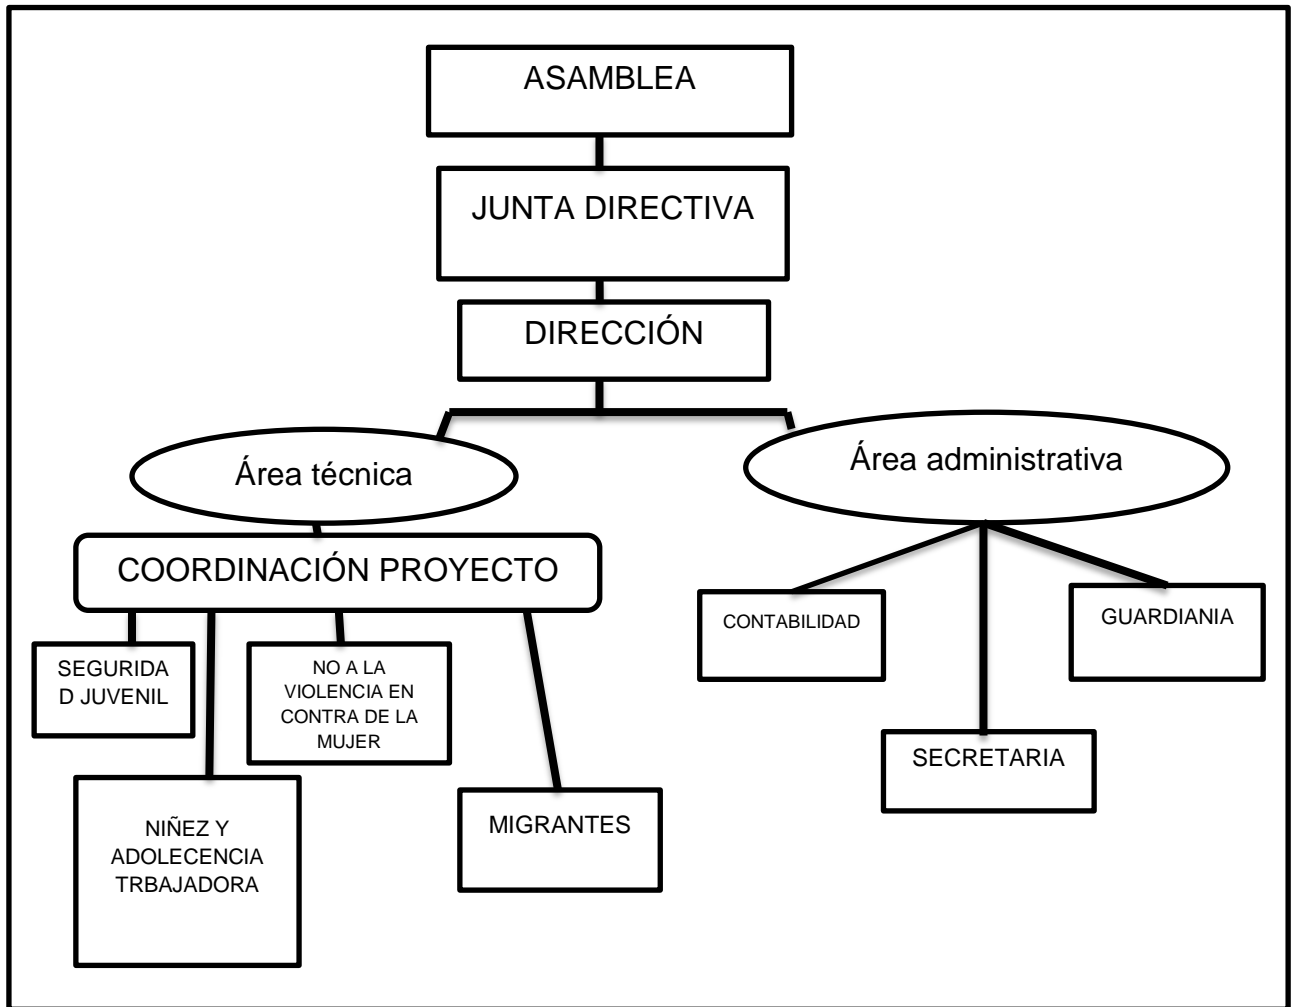 ASAMBLEA
JUNTA DIRECTIVA
DIRECCIÓN
Área técnica
Área administrativa
COORDINACIÓN PROYECTO
CONTABILIDAD
GUARDIANIA
SEGURIDA
D JUVENIL
NO A LA
VIOLENCIA EN
CONTRA DE LA
MUJER
SECRETARIA
NIÑEZ Y
ADOLECENCIA
TRBAJADORA
MIGRANTES